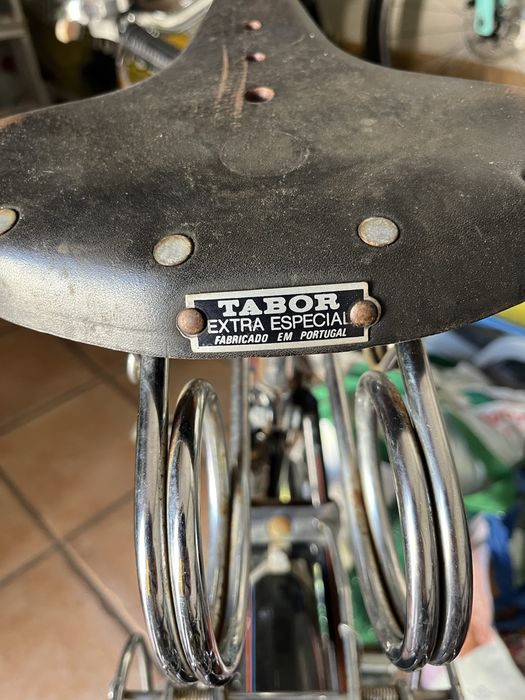 TABOR
EXTRA ESPECIAL
FABRICADO EM PORTUGAL